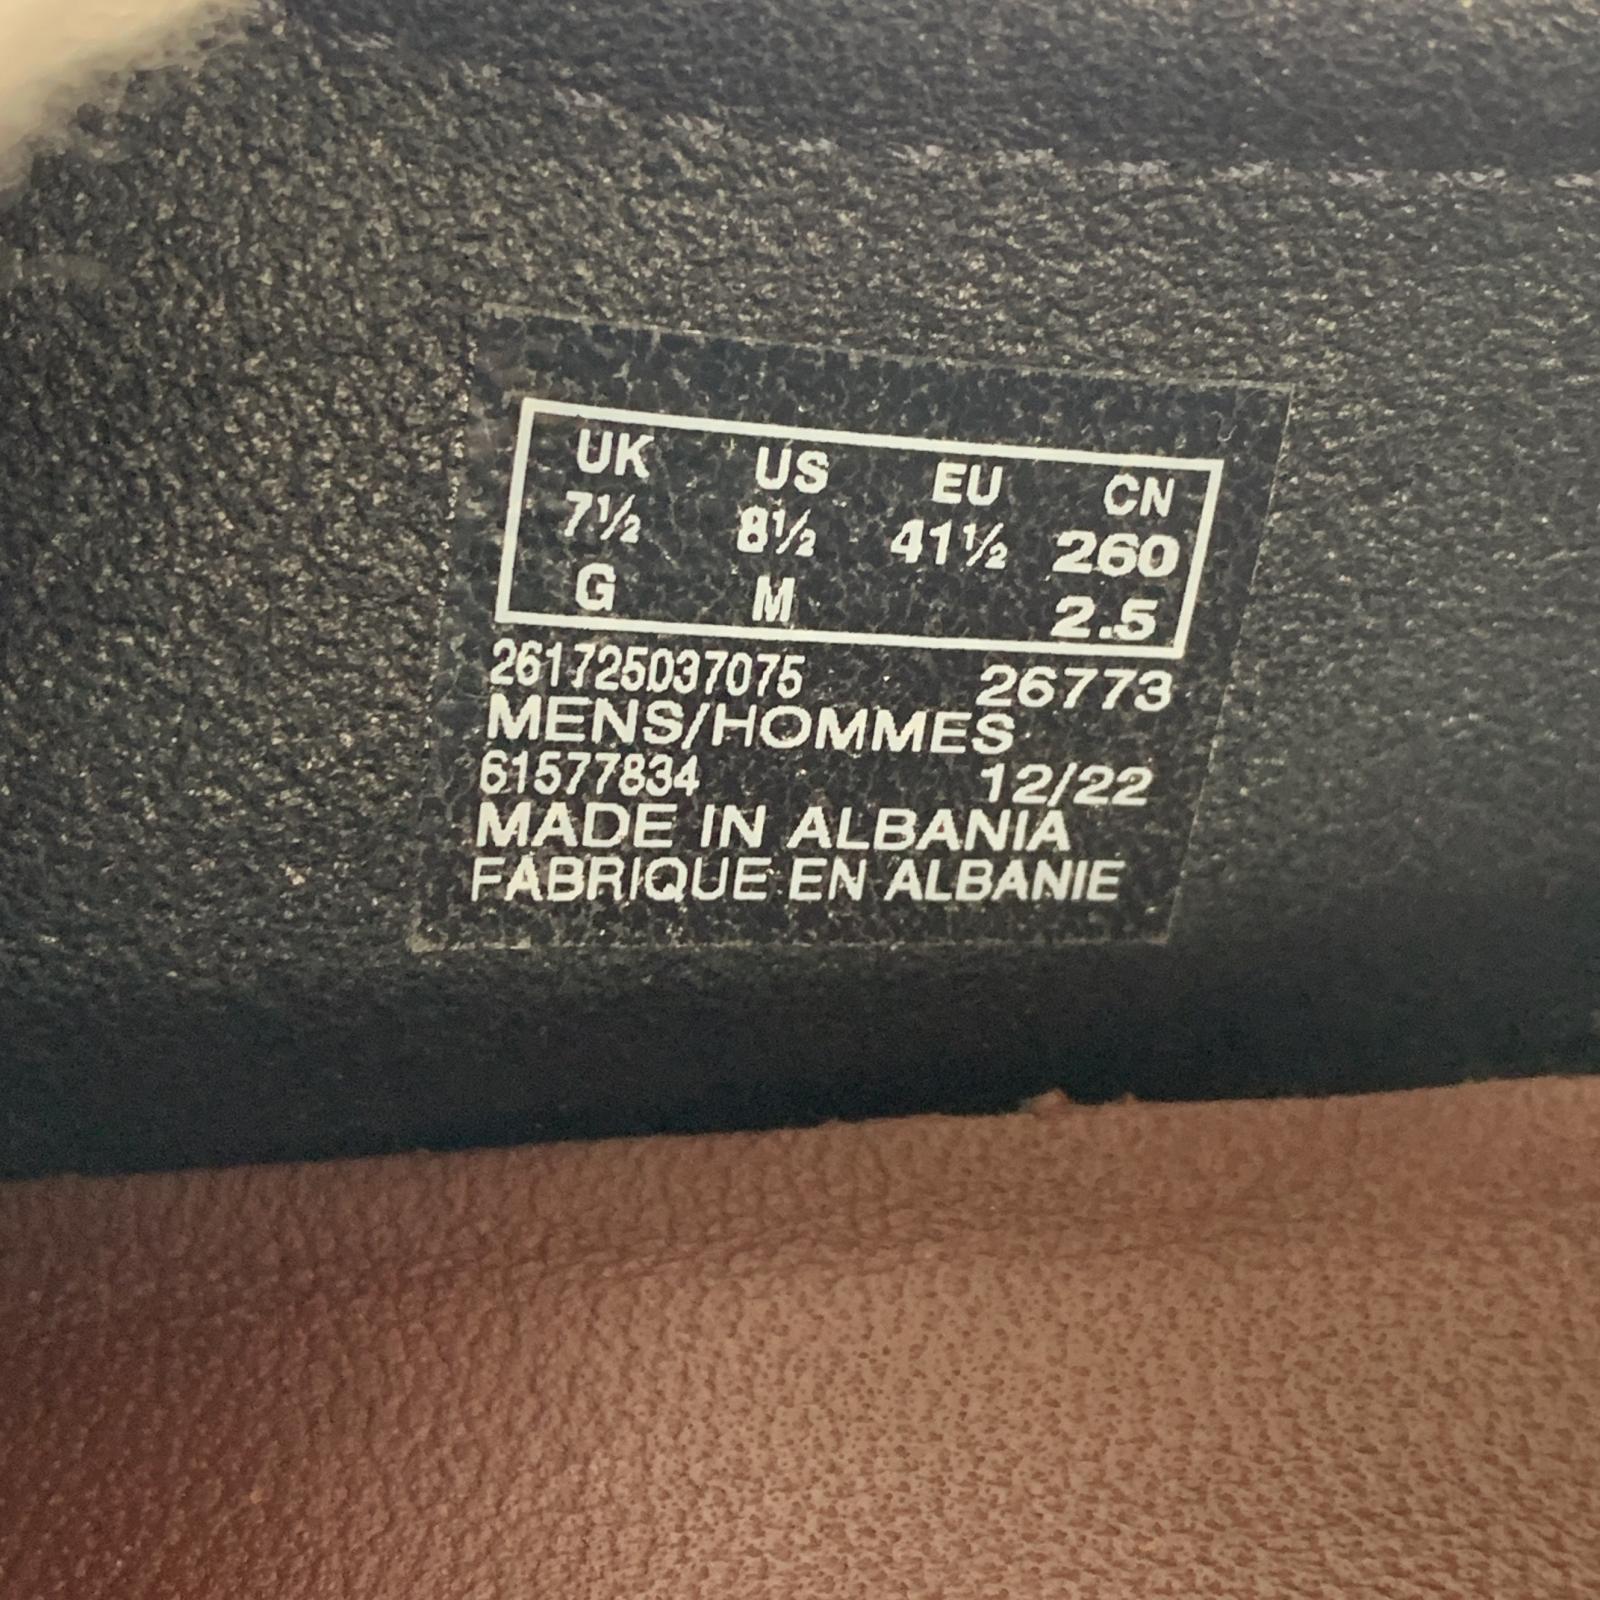 UK US EU CN
7½ 8½ 41½ 260
G M 2.5
261725037075 26773
MENS/HOMMES
61577834 12/22
MADE IN ALBANIA
FABRIQUE EN ALBANIE